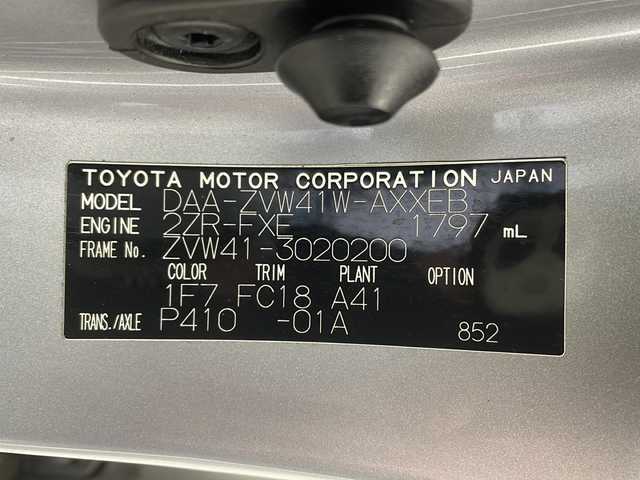 TOYOTA MOTOR CORPORATION JAPAN
MODEL DAA-ZVW41W-AXXEB
ENGINE 2ZR-FXE 1797 mL
FRAME No. ZVW41-3020200
COLOR TRIM PLANT OPTION
1F7 FC18 A41
TRANS./AXLE P410 -01A 852